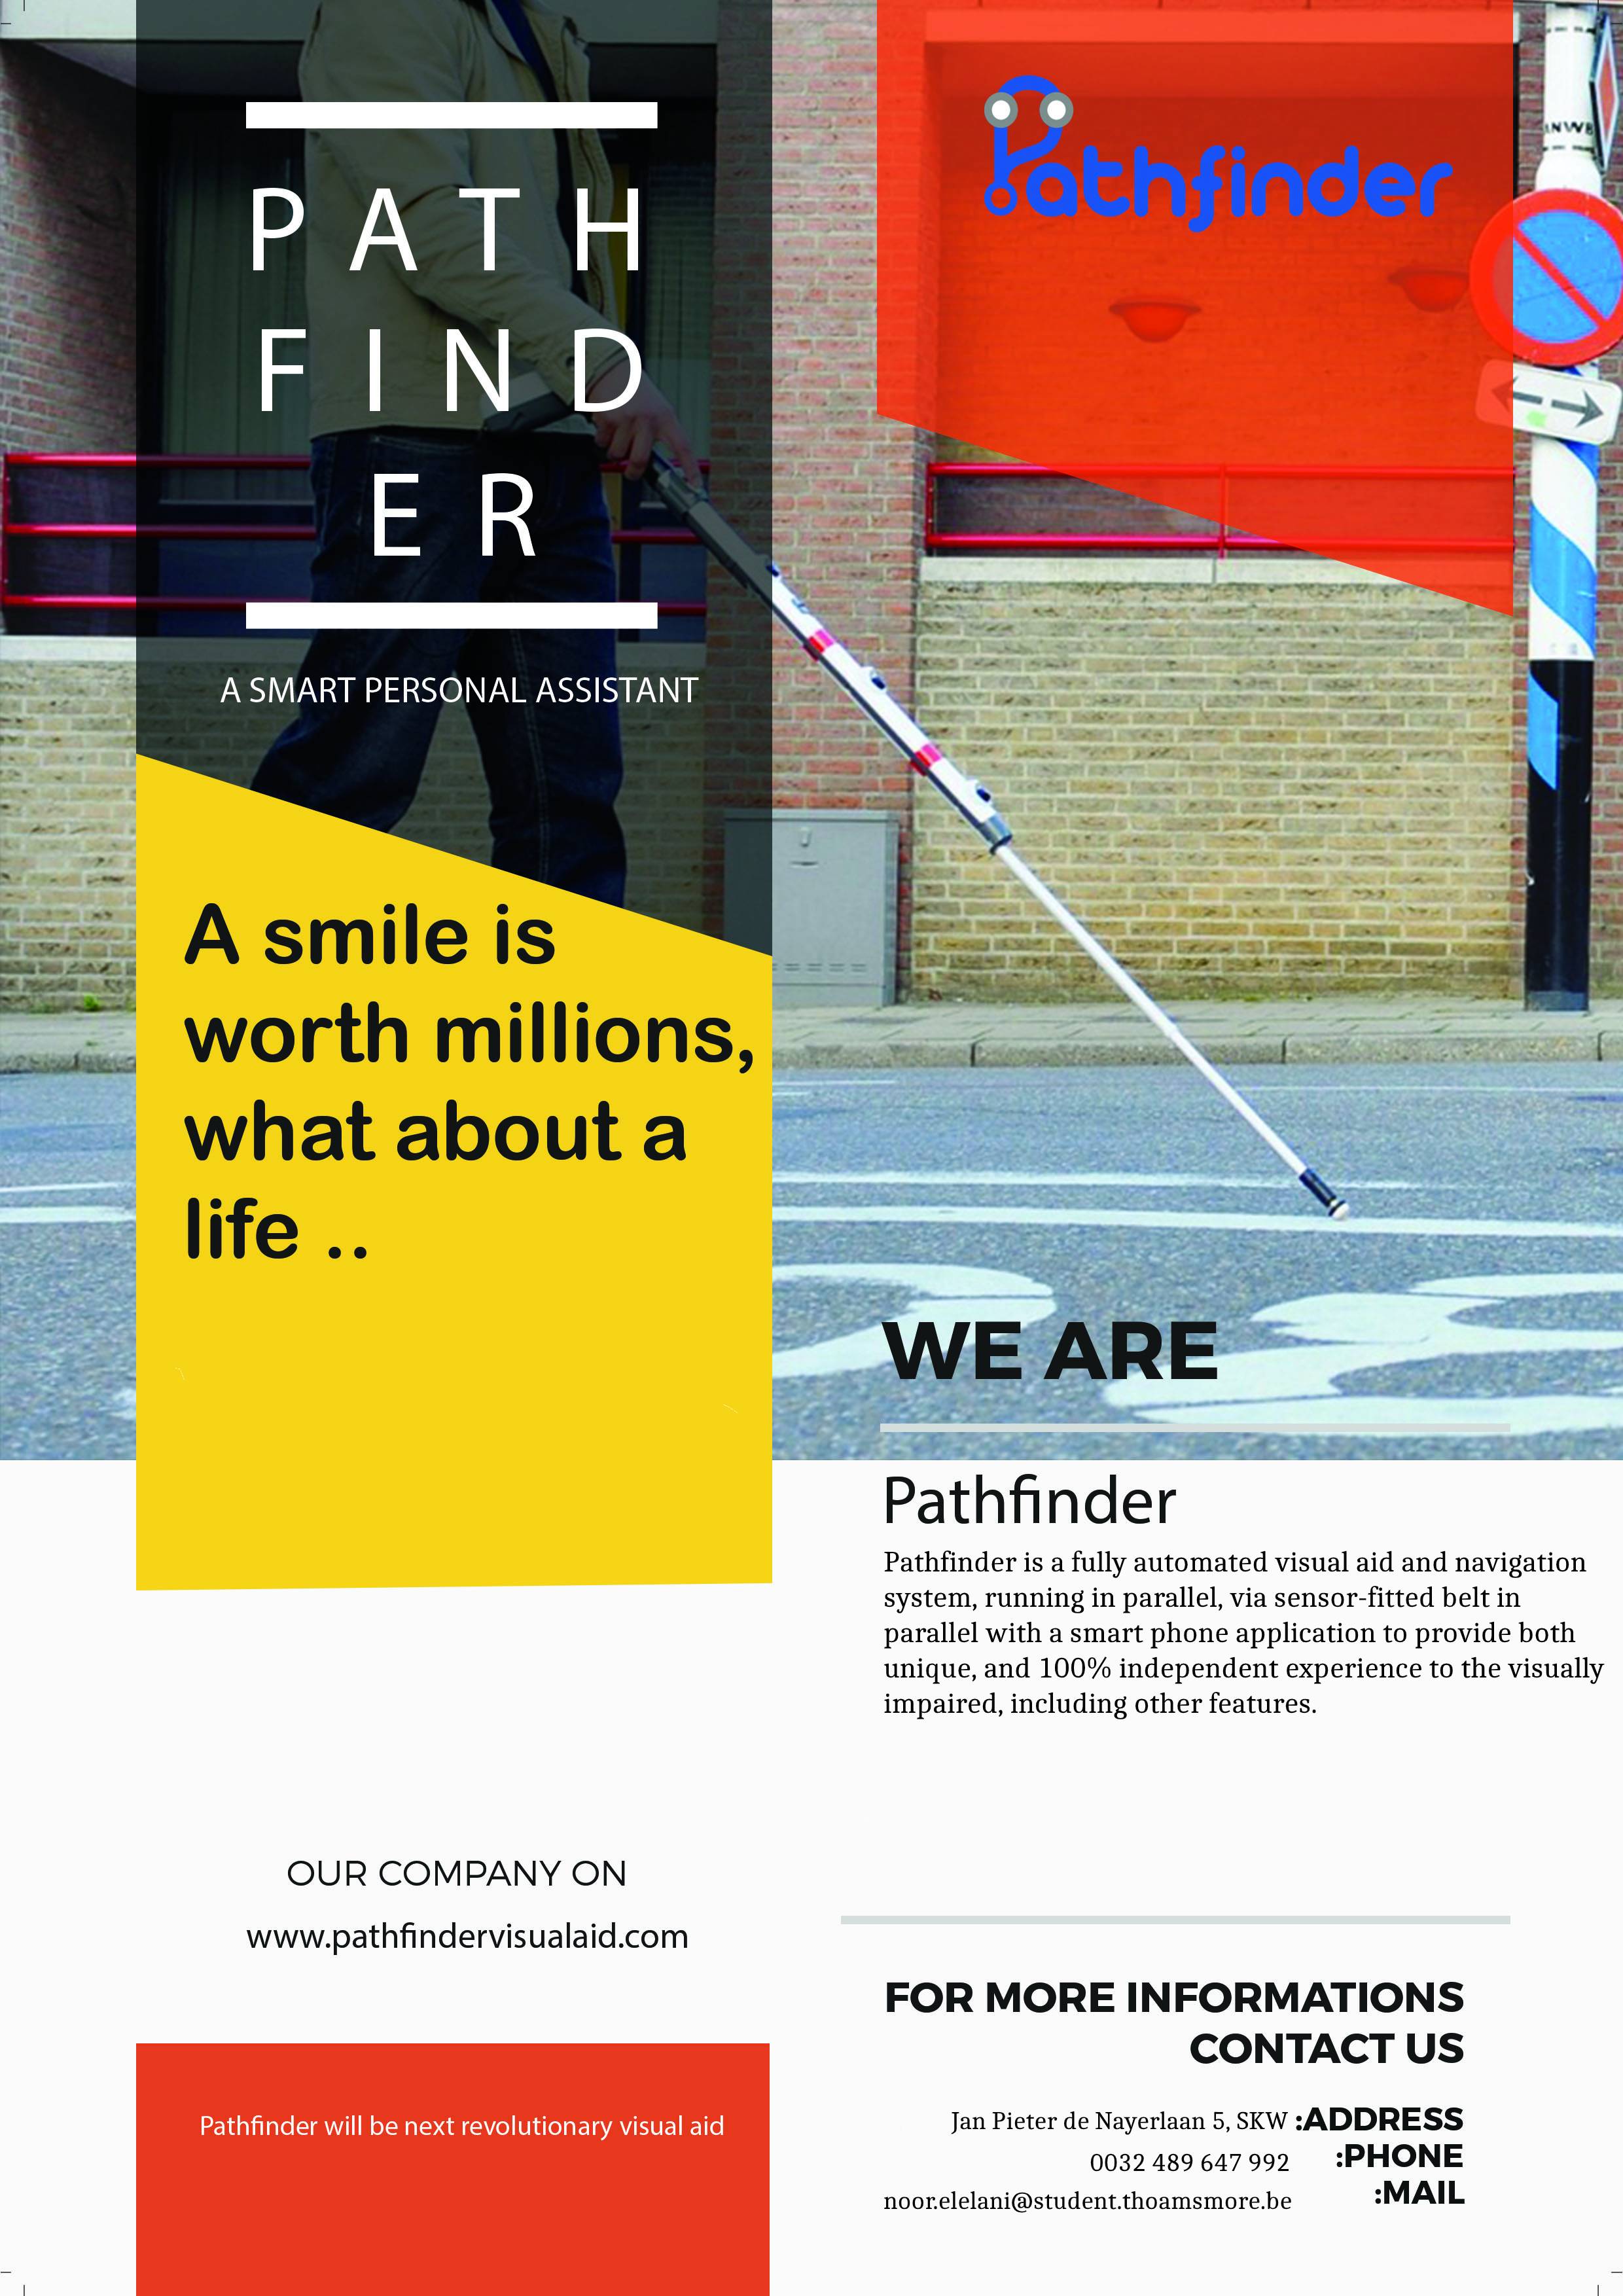 PATH
FIND
ER
A SMART PERSONAL ASSISTANT
A smile is
worth millions,
what about a
life ..
OUR COMPANY ON
www.pathfindervisualaid.com
Pathfinder will be next revolutionary visual aid
Pathfinder
ANWB
WE ARE
Pathfinder
Pathfinder is a fully automated visual aid and navigation
system, running in parallel, via sensor-fitted belt in
parallel with a smart phone application to provide both
unique, and 100% independent experience to the visually
impaired, including other features.
FOR MORE INFORMATIONS
CONTACT US
Jan Pieter de Nayerlaan 5, SKW :ADDRESS
0032 489 647 992 :PHONE
noor.elelani@student.thoamsmore.be :MAIL